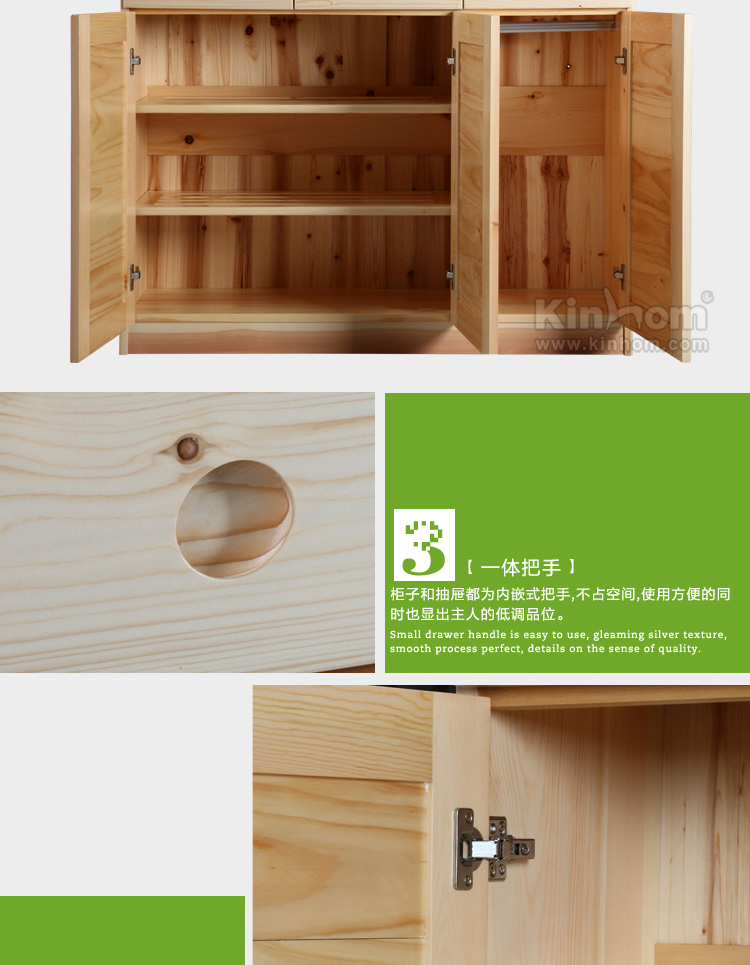 Kinhom
www.kinhom.com
3
【 一体把手 】
柜子和抽屉都为内嵌式把手,不占空间,使用方便的同
时也显出主人的低调品位。
Small drawer handle is easy to use, gleaming silver texture,
smooth process perfect, details on the sense of quality.